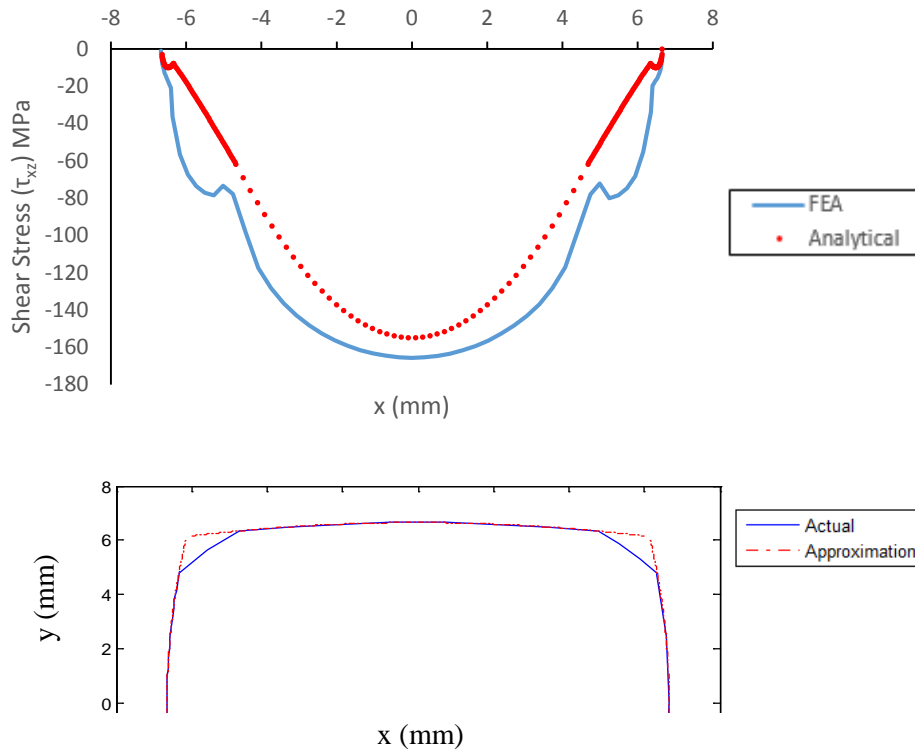 -8 -6 -4 -2 0 2 4 6 8
0
-20
-40
-60
-80
-100
-120
-140
-160
-180
Shear Stress (τxz) MPa
x (mm)
FEA
Analytical
8
6
4
2
0
y (mm)
x (mm)
Actual
Approximation